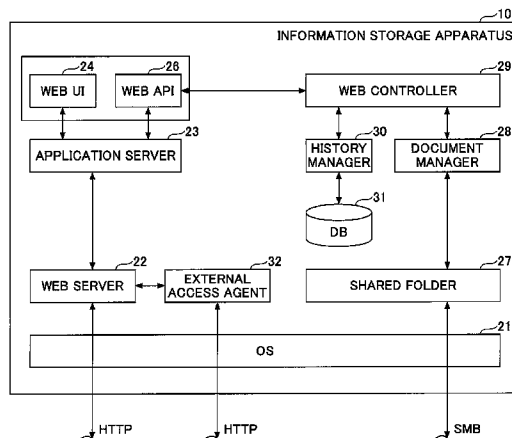 10
INFORMATION STORAGE APPARATUS
24
26
29
WEB UI
WEB API
WEB CONTROLLER
23
30
28
APPLICATION SERVER
HISTORY
MANAGER
DOCUMENT
MANAGER
31
DB
22
32
27
WEB SERVER
EXTERNAL
ACCESS AGENT
SHARED FOLDER
21
OS
HTTP
HTTP
SMB